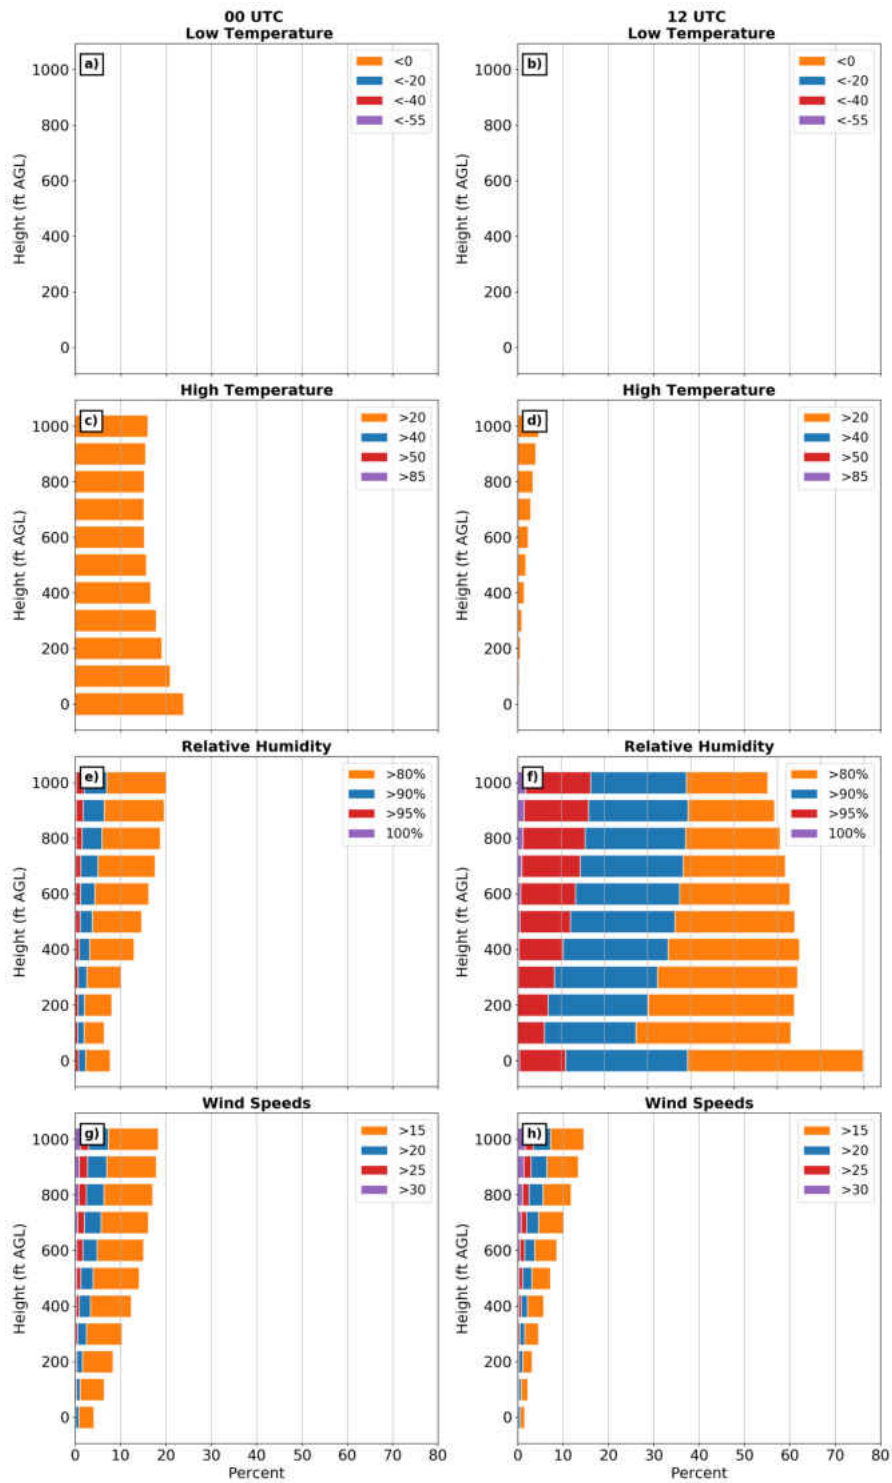 00 UTC
Low Temperature
12 UTC
Low Temperature
a)
<0
<-20
<-40
<-55
1000
800
600
400
200
0
Height (ft AGL)
b)
<0
<-20
<-40
<-55
1000
800
600
400
200
0
Height (ft AGL)
High Temperature
c)
>20
>40
>50
>85
1000
800
600
400
200
0
Height (ft AGL)
High Temperature
d)
>20
>40
>50
>85
1000
800
600
400
200
0
Height (ft AGL)
Relative Humidity
e)
>80%
>90%
>95%
100%
1000
800
600
400
200
0
Height (ft AGL)
Relative Humidity
f)
>80%
>90%
>95%
100%
1000
800
600
400
200
0
Height (ft AGL)
Wind Speeds
g)
>15
>20
>25
>30
1000
800
600
400
200
0
Height (ft AGL)
0 10 20 30 40 50 60 70 80
Percent
Wind Speeds
h)
>15
>20
>25
>30
1000
800
600
400
200
0
Height (ft AGL)
0 10 20 30 40 50 60 70 80
Percent